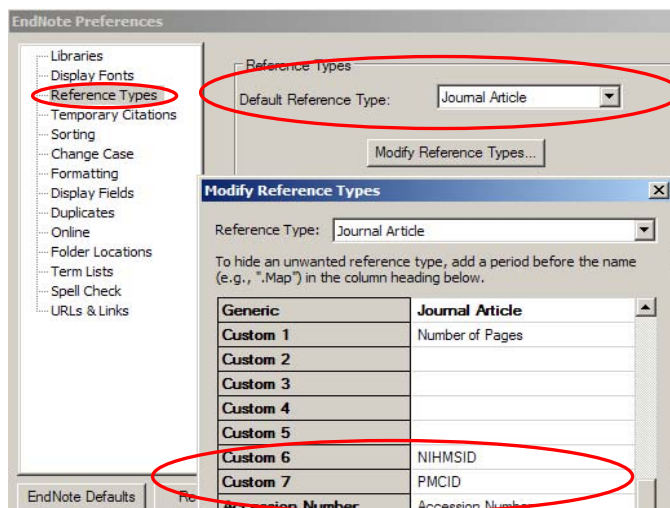 EndNote Preferences
Libraries
Display Fonts
Reference Types
Temporary Citations
Sorting
Change Case
Formatting
Display Fields
Duplicates
Online
Folder Locations
Term Lists
Spell Check
URLs & Links
Reference Types
Default Reference Type: Journal Article
Modify Reference Types...
Modify Reference Types
Reference Type: Journal Article
To hide an unwanted reference type, add a period before the name
(e.g., ".Map") in the column heading below.
Generic Journal Article
Custom 1 Number of Pages
Custom 2
Custom 3
Custom 4
Custom 5
Custom 6 NIHMSID
Custom 7 PMCID
Accession Number Accession Number
EndNote Defaults